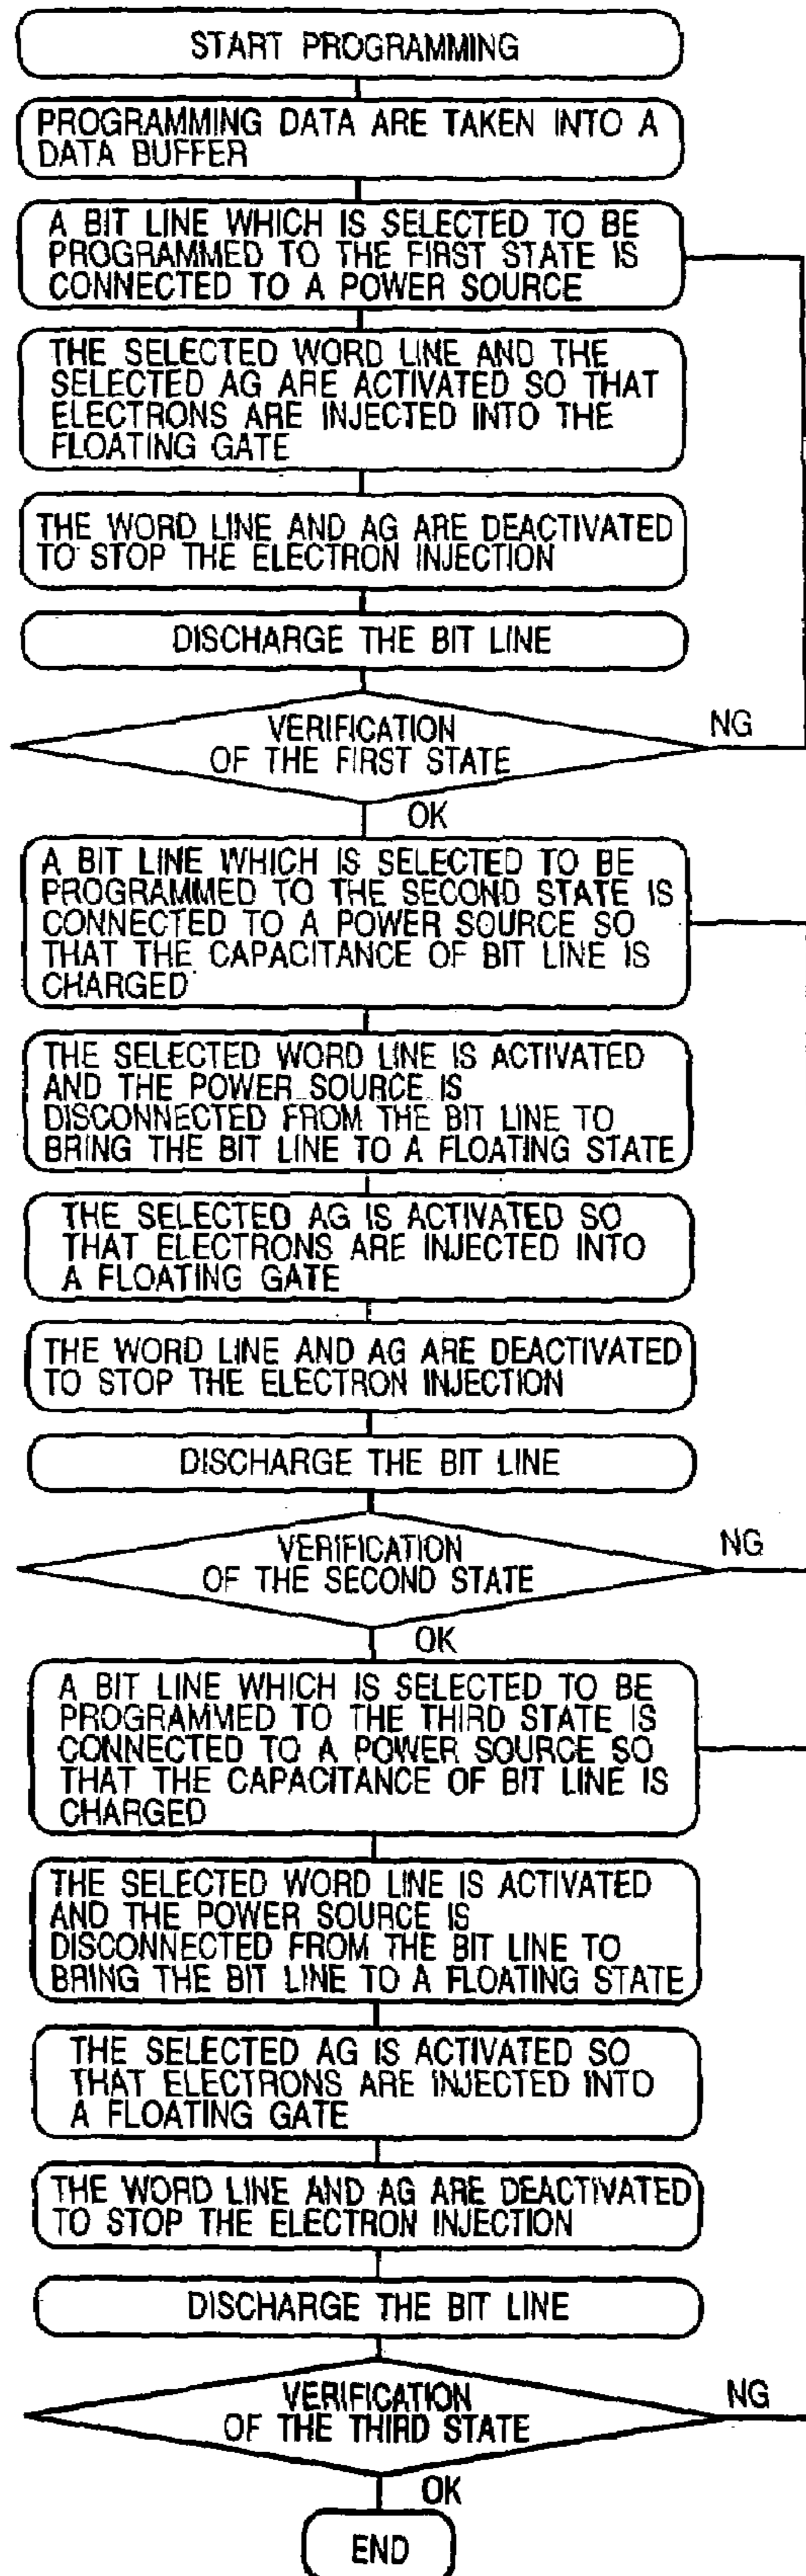 START PROGRAMMING
PROGRAMMING DATA ARE TAKEN INTO A
DATA BUFFER
A BIT LINE WHICH IS SELECTED TO BE
PROGRAMMED TO THE FIRST STATE IS
CONNECTED TO A POWER SOURCE
THE SELECTED WORD LINE AND THE
SELECTED AG ARE ACTIVATED SO THAT
ELECTRONS ARE INJECTED INTO THE
FLOATING GATE
THE WORD LINE AND AG ARE DEACTIVATED
TO STOP THE ELECTRON INJECTION
DISCHARGE THE BIT LINE
VERIFICATION
OF THE FIRST STATE
NG
OK
A BIT LINE WHICH IS SELECTED TO BE
PROGRAMMED TO THE SECOND STATE IS
CONNECTED TO A POWER SOURCE SO
THAT THE CAPACITANCE OF BIT LINE IS
CHARGED
THE SELECTED WORD LINE IS ACTIVATED
AND THE POWER SOURCE IS
DISCONNECTED FROM THE BIT LINE TO
BRING THE BIT LINE TO A FLOATING STATE
THE SELECTED AG IS ACTIVATED SO
THAT ELECTRONS ARE INJECTED INTO
A FLOATING GATE
THE WORD LINE AND AG ARE DEACTIVATED
TO STOP THE ELECTRON INJECTION
DISCHARGE THE BIT LINE
VERIFICATION
OF THE SECOND STATE
NG
OK
A BIT LINE WHICH IS SELECTED TO BE
PROGRAMMED TO THE THIRD STATE IS
CONNECTED TO A POWER SOURCE SO
THAT THE CAPACITANCE OF BIT LINE IS
CHARGED
THE SELECTED WORD LINE IS ACTIVATED
AND THE POWER SOURCE IS
DISCONNECTED FROM THE BIT LINE TO
BRING THE BIT LINE TO A FLOATING STATE
THE SELECTED AG IS ACTIVATED SO
THAT ELECTRONS ARE INJECTED INTO
A FLOATING GATE
THE WORD LINE AND AG ARE DEACTIVATED
TO STOP THE ELECTRON INJECTION
DISCHARGE THE BIT LINE
VERIFICATION
OF THE THIRD STATE
NG
OK
END